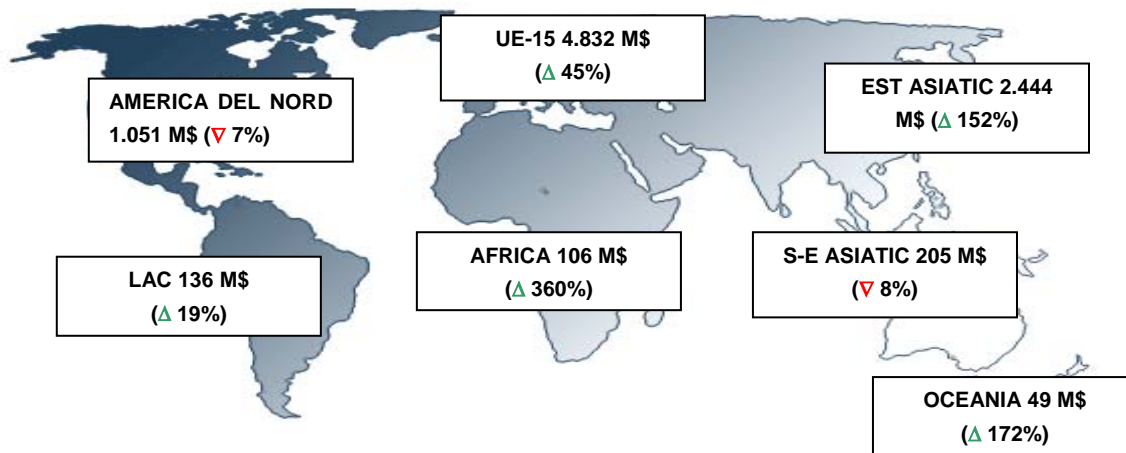 UE-15 4.832 M$
(Δ 45%)
AMERICA DEL NORD
1.051 M$ (∇ 7%)
EST ASIATIC 2.444
M$ (Δ 152%)
LAC 136 M$
(Δ 19%)
AFRICA 106 M$
(Δ 360%)
S-E ASIATIC 205 M$
(∇ 8%)
OCEANIA 49 M$
(Δ 172%)